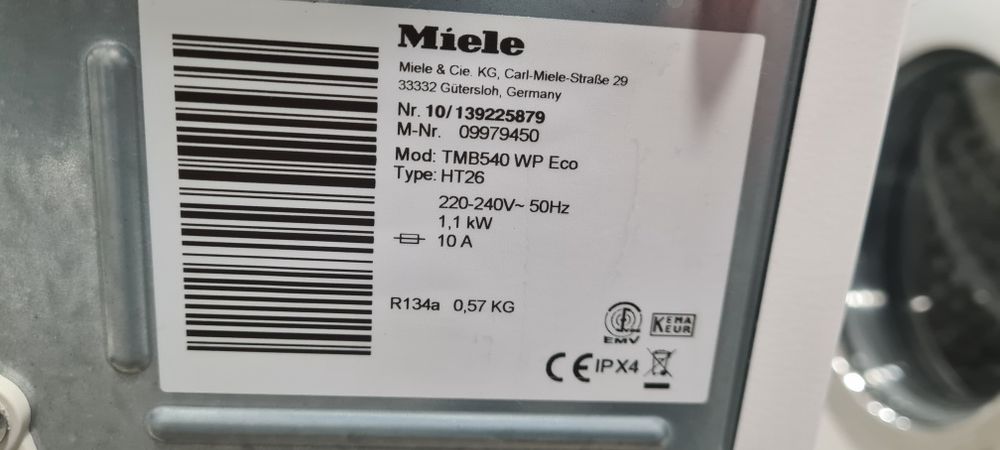 Miele
Miele & Cie. KG, Carl-Miele-Straße 29
33332 Gütersloh, Germany
Nr. 10/139225879
M-Nr. 09979450
Mod: TMB540 WP Eco
Type: HT26
220-240V~ 50Hz
1,1 kW
10 A
R134a 0,57 KG
EMV
KEMA
KEUR
CE IPX4